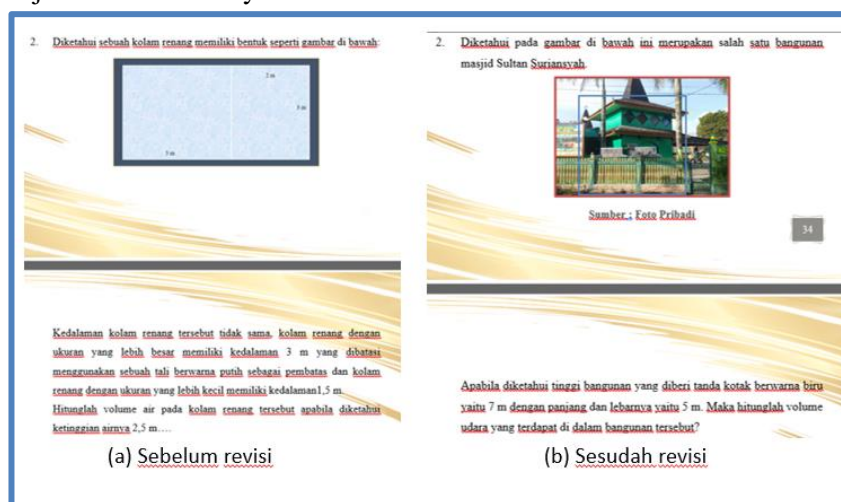 2. Diketahui sebuah kolam renang memiliki bentuk seperti gambar di bawah:
2 m
3 m
3 m
Kedalaman kolam renang tersebut tidak sama, kolam renang dengan
ukuran yang lebih besar memiliki kedalaman 3 m yang dibatasi
menggunakan sebuah tali berwarna putih sebagai pembatas dan kolam
renang dengan ukuran yang lebih kecil memiliki kedalaman1,5 m.
Hitunglah volume air pada kolam renang tersebut apabila diketahui
ketinggian airnya 2,5 m….
(a) Sebelum revisi
2. Diketahui pada gambar di bawah ini merupakan salah satu bangunan
masjid Sultan Suriansyah.
Sumber : Foto Pribadi
34
Apabila diketahui tinggi bangunan yang diberi tanda kotak berwarna biru
yaitu 7 m dengan panjang dan lebarnya yaitu 5 m. Maka hitunglah volume
udara yang terdapat di dalam bangunan tersebut?
(b) Sesudah revisi